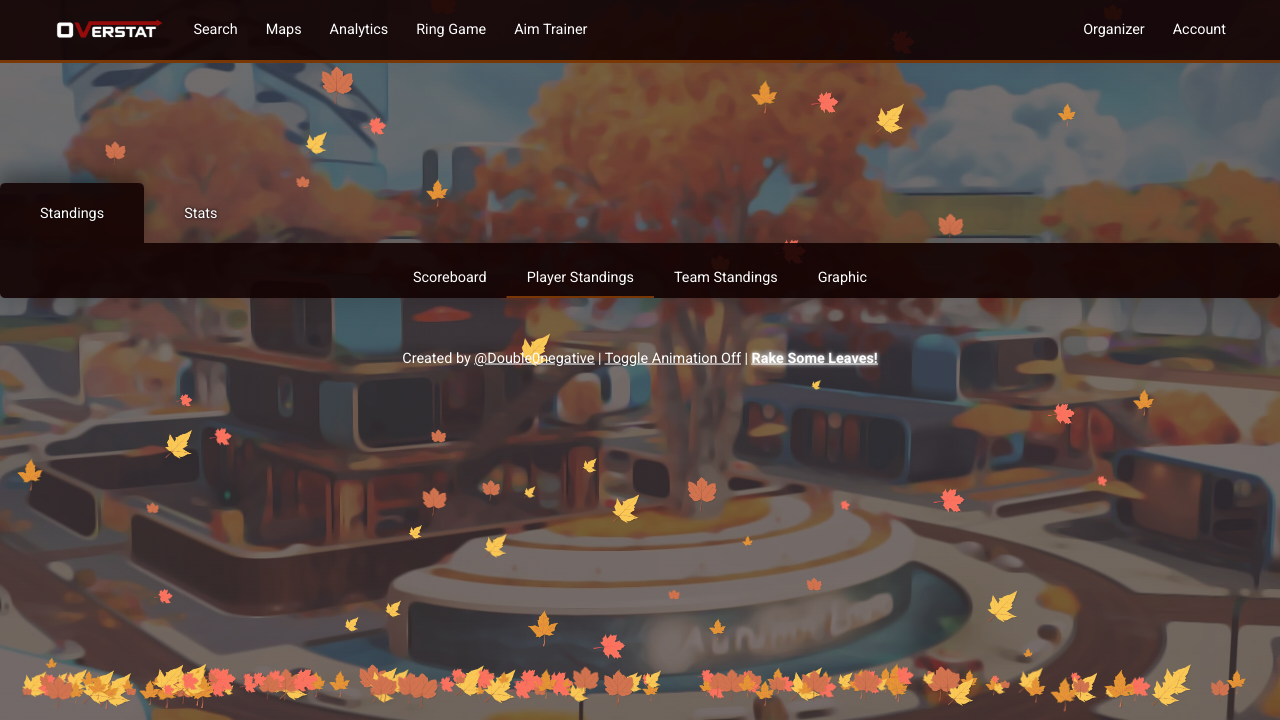 OVERSTAT Search Maps Analytics Ring Game Aim Trainer Organizer Account
Standings Stats
Scoreboard Player Standings Team Standings Graphic
Created by @Double0negative | Toggle Animation Off | Rake Some Leaves!